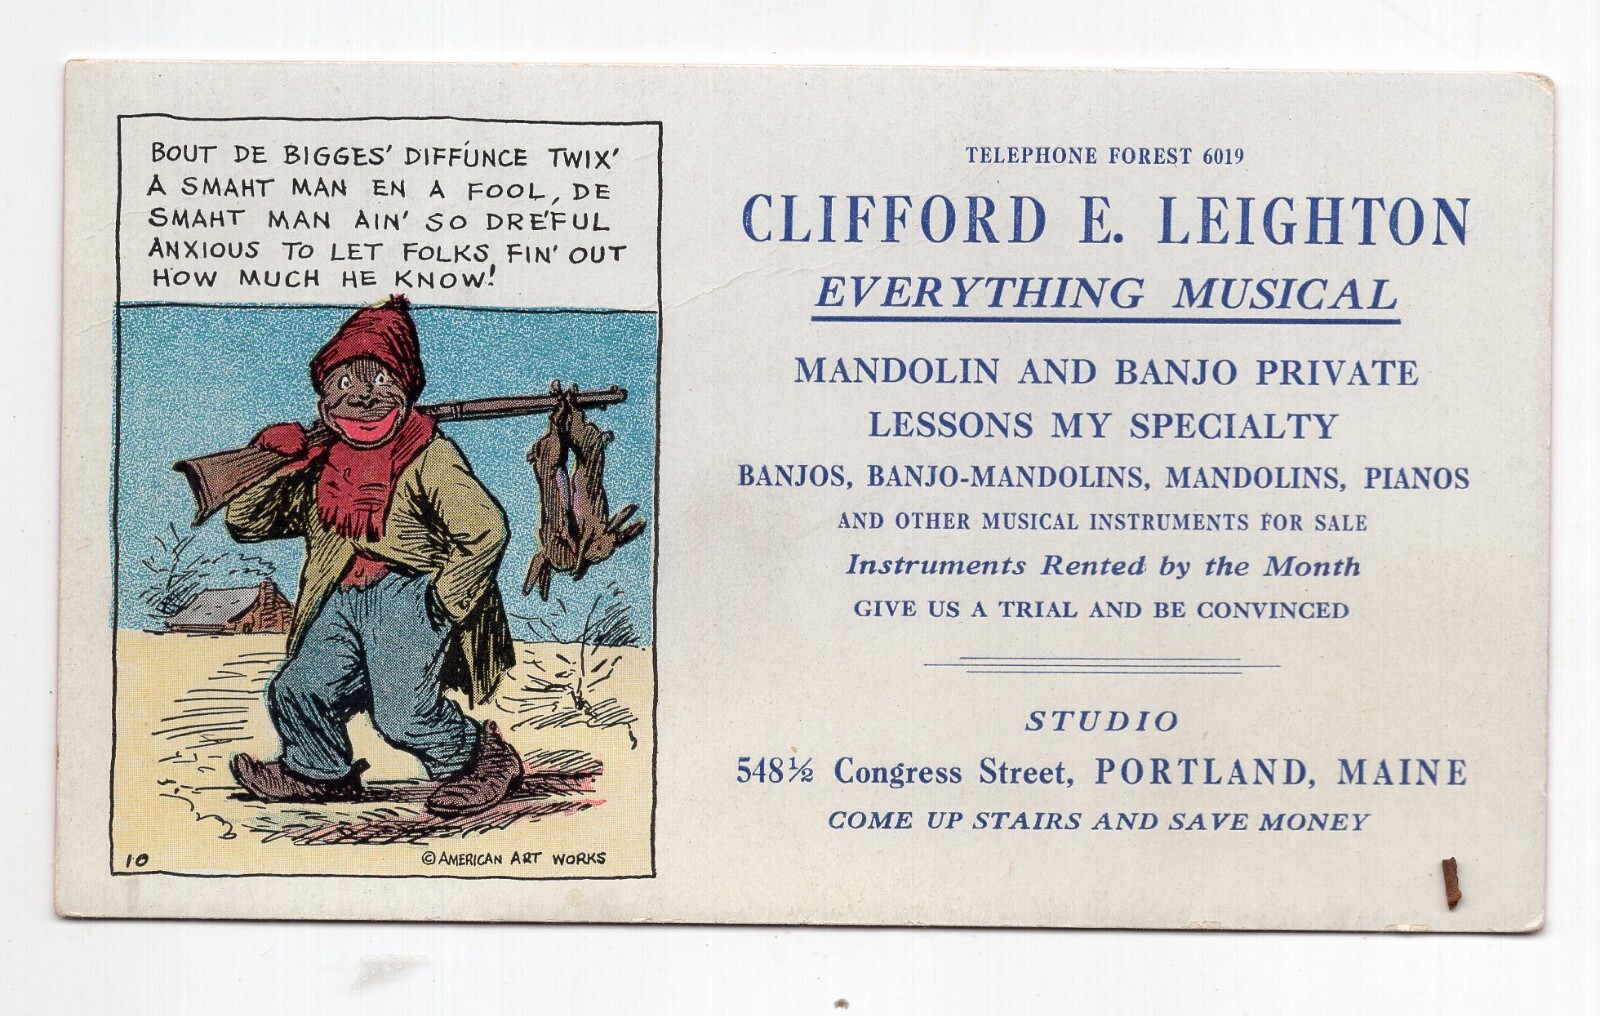 BOUT DE BIGGES' DIFFUNCE TWIX'
A SMAHT MAN EN A FOOL, DE
SMAHT MAN AIN' SO DRE'FUL
ANXIOUS TO LET FOLKS FIN' OUT
HOW MUCH HE KNOW!
10
© AMERICAN ART WORKS
TELEPHONE FOREST 6019
CLIFFORD E. LEIGHTON
EVERYTHING MUSICAL
MANDOLIN AND BANJO PRIVATE
LESSONS MY SPECIALTY
BANJOS, BANJO-MANDOLINS, MANDOLINS, PIANOS
AND OTHER MUSICAL INSTRUMENTS FOR SALE
Instruments Rented by the Month
GIVE US A TRIAL AND BE CONVINCED
STUDIO
548½ Congress Street, PORTLAND, MAINE
COME UP STAIRS AND SAVE MONEY